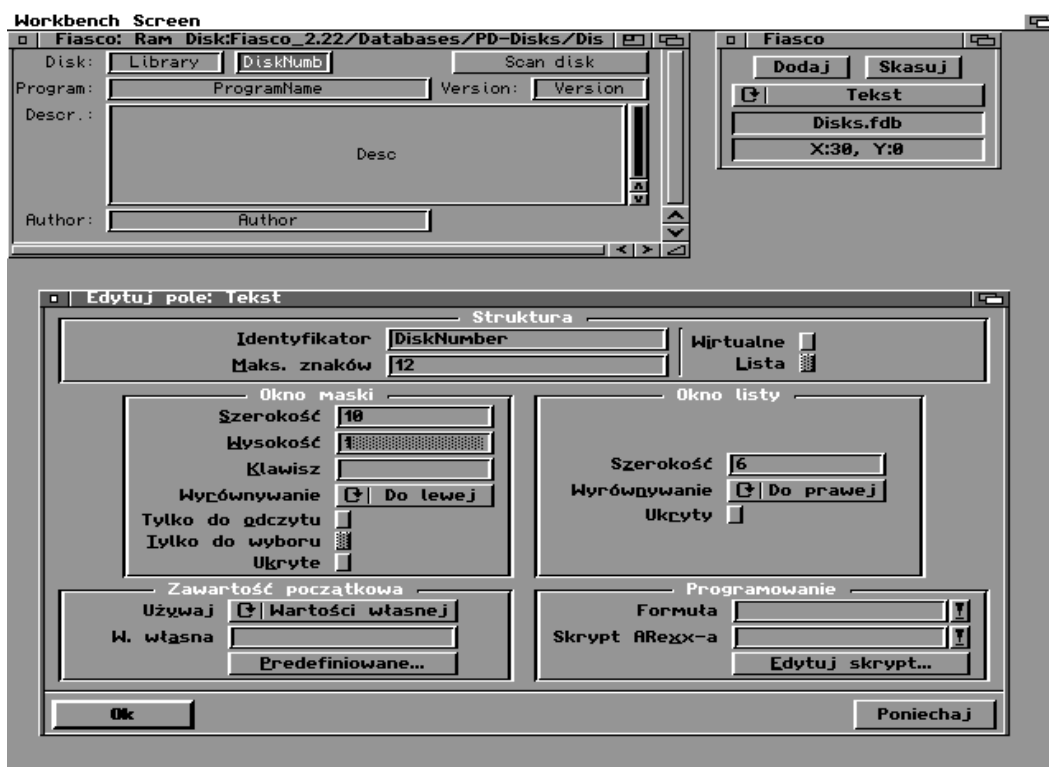 Workbench Screen
Fiasco: Ram Disk:Fiasco_2.22/Databases/PD-Disks/Dis
Disk: Library DiskNumb Scan disk
Program: ProgramName Version: Version
Descr.: Desc
Author: Author
Fiasco
Dodaj Skasuj
Tekst
Disks.fdb
X:30, Y:0
Edytuj pole: Tekst
Struktura
Identyfikator DiskNumber Wirtualne
Maks. znaków 12 Lista
Okno maski
Szerokość 10
Wysokość 1
Klawisz
Wyrównywanie Do lewej
Tylko do odczytu
Tylko do wyboru
Ukryte
Okno listy
Szerokość 6
Wyrównywanie Do prawej
Ukryty
Zawartość początkowa
Używaj Wartości własnej
W. własna
Predefiniowane...
Programowanie
Formuła
Skrypt ARexx-a
Edytuj skrypt...
Ok Poniechaj